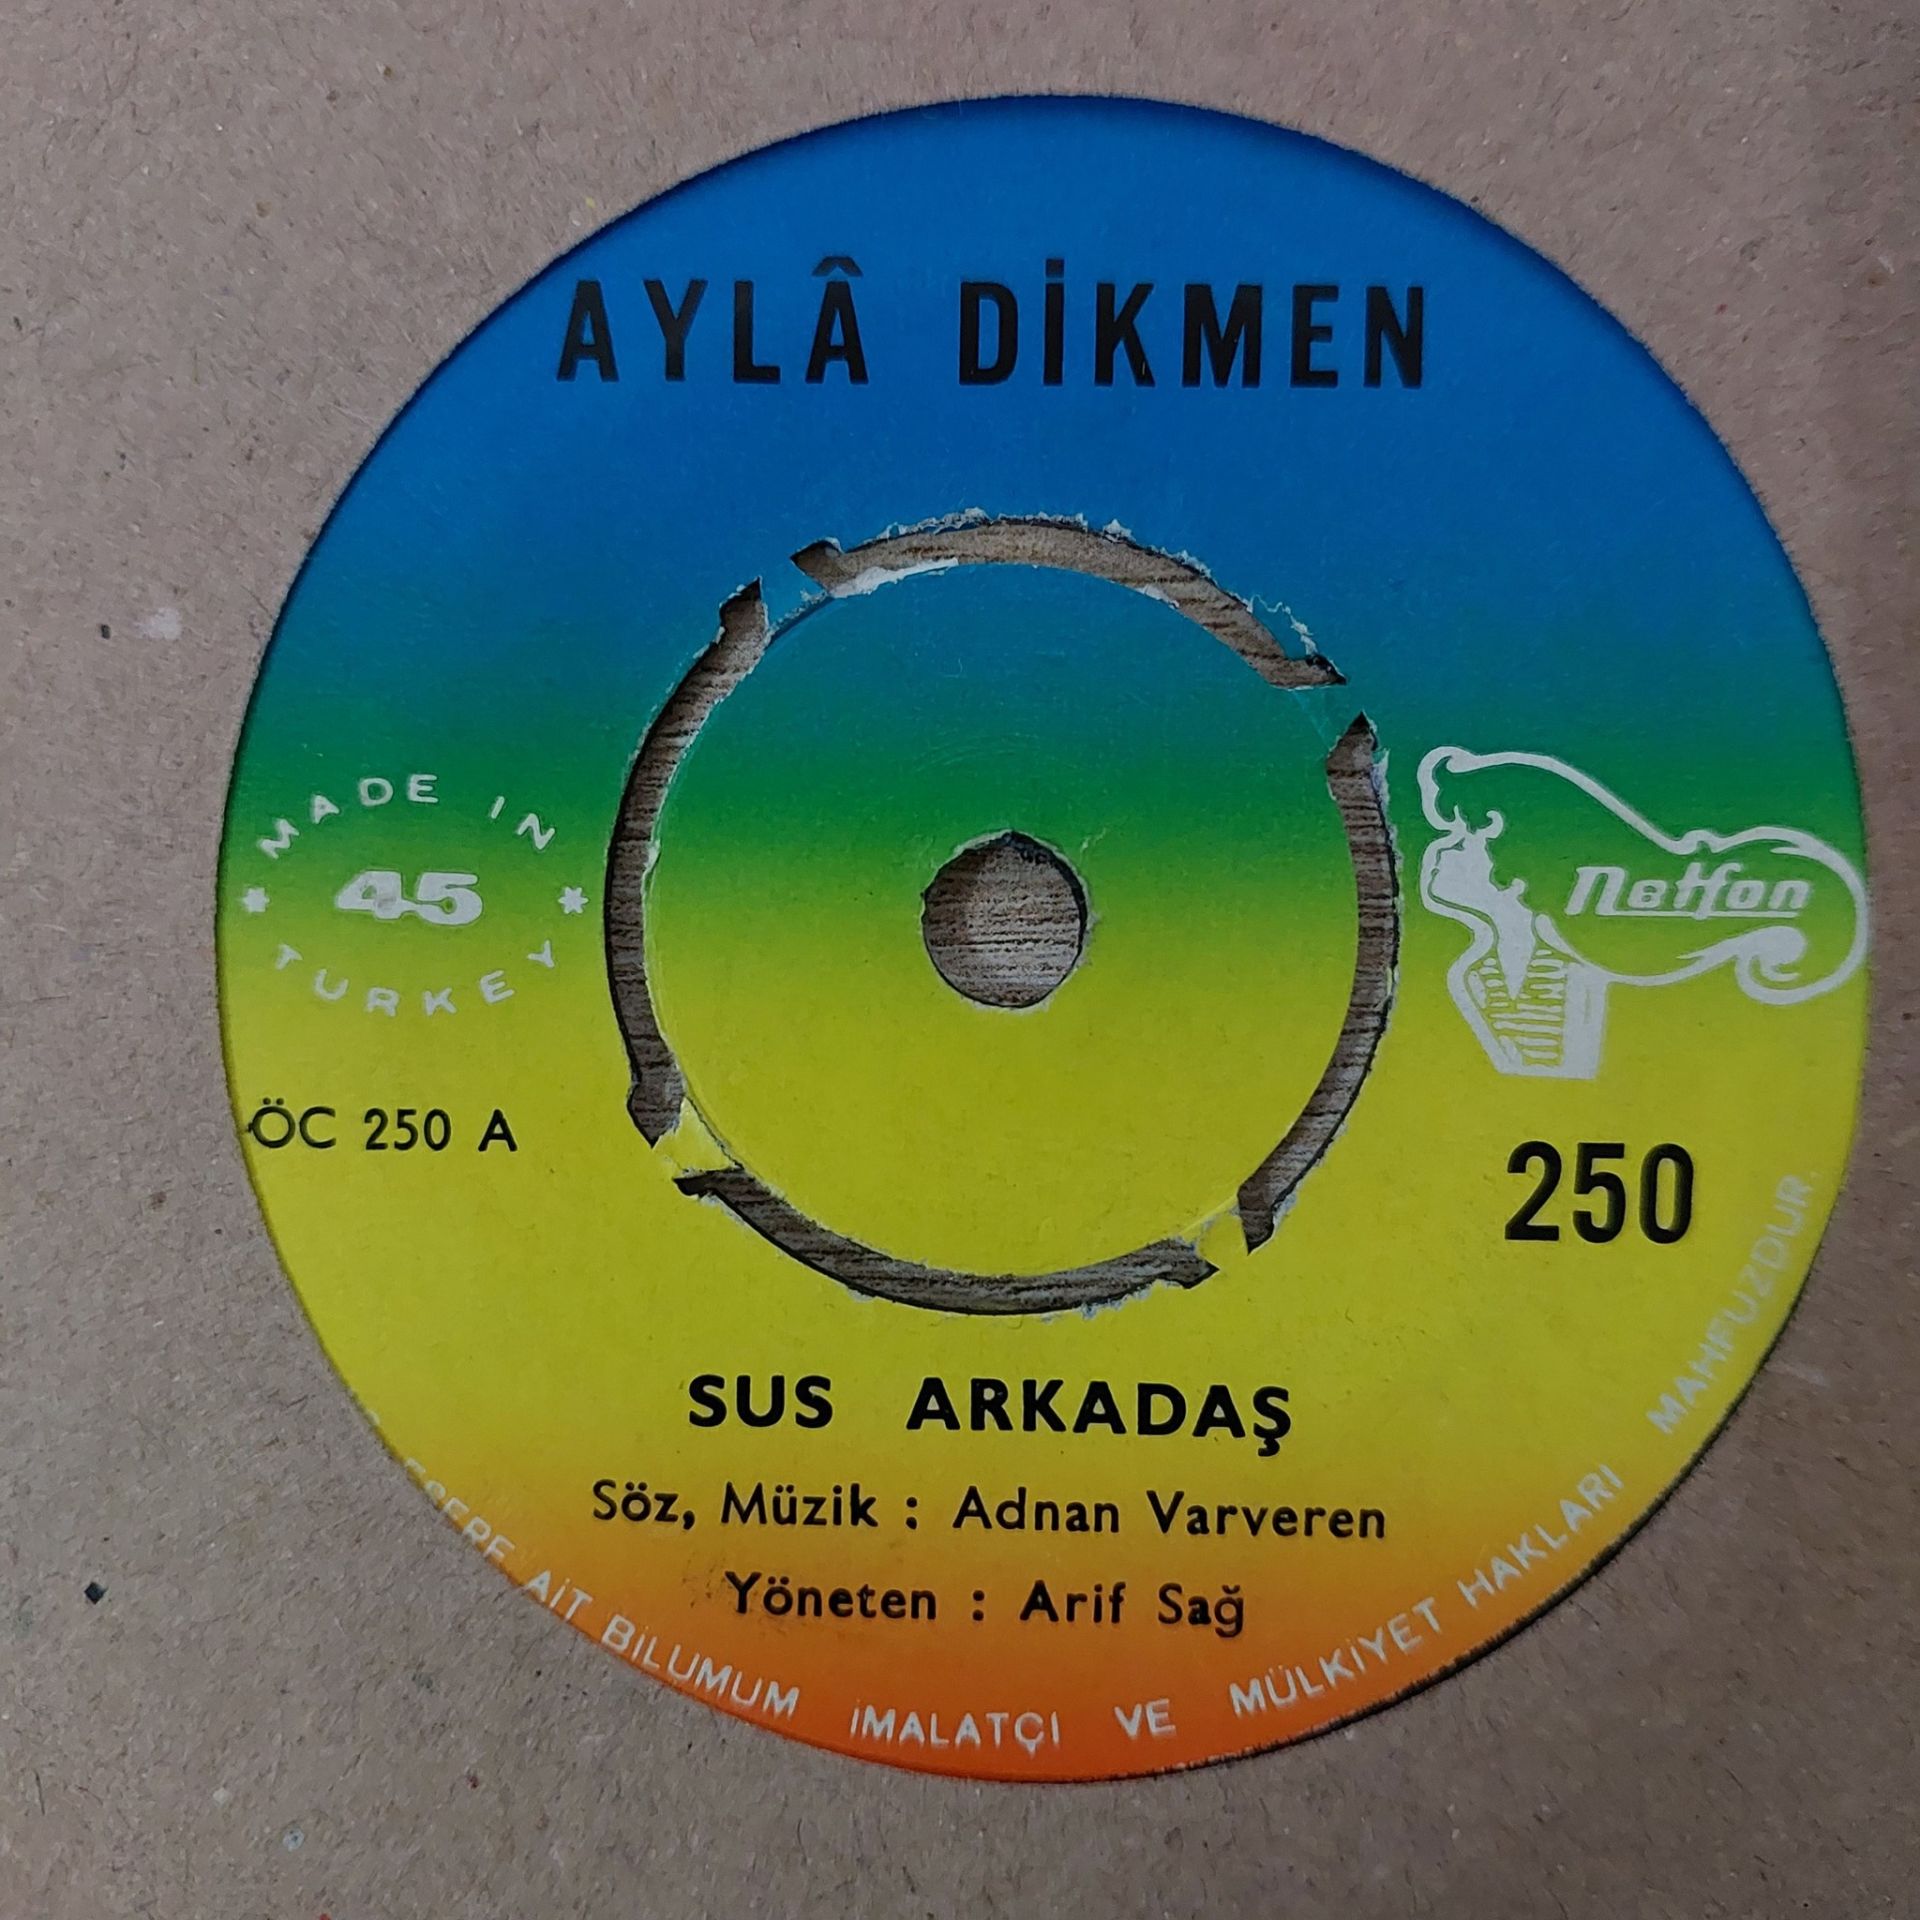 AYLÂ DİKMEN
MADE IN
45
TURKEY
Netfon
ÖC 250 A
250
SUS ARKADAŞ
Söz, Müzik : Adnan Varveren
Yöneten : Arif Sağ
AİT BİLUMUM İMALATÇI VE MÜLKİYET HAKLARI MAHFUZDUR.